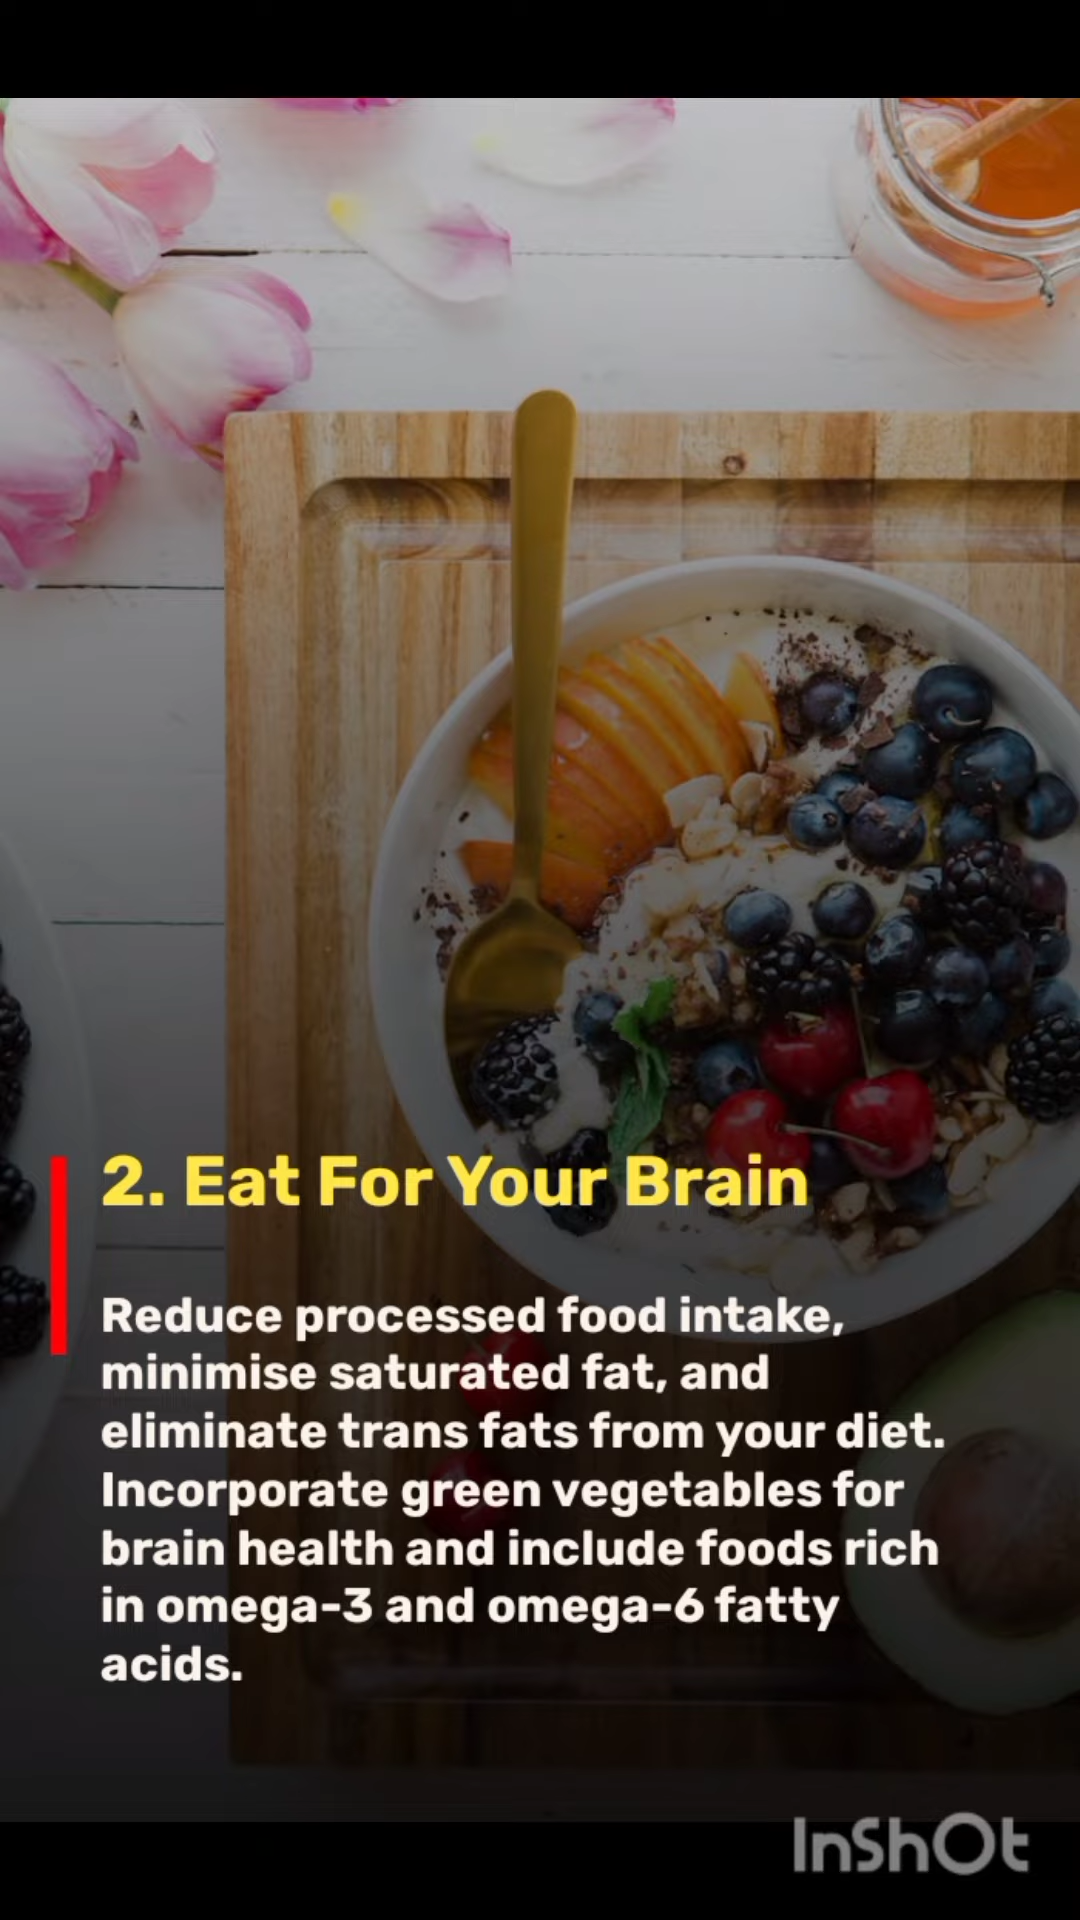 2. Eat For Your Brain
Reduce processed food intake,
minimise saturated fat, and
eliminate trans fats from your diet.
Incorporate green vegetables for
brain health and include foods rich
in omega-3 and omega-6 fatty
acids.
InShOt